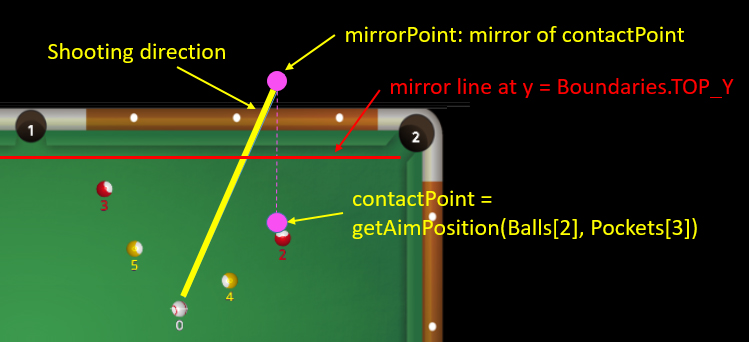 mirrorPoint: mirror of contactPoint
Shooting direction
mirror line at y = Boundaries.TOP_Y
1
2
3
contactPoint =
getAimPosition(Balls[2], Pockets[3])
2
5
4
0